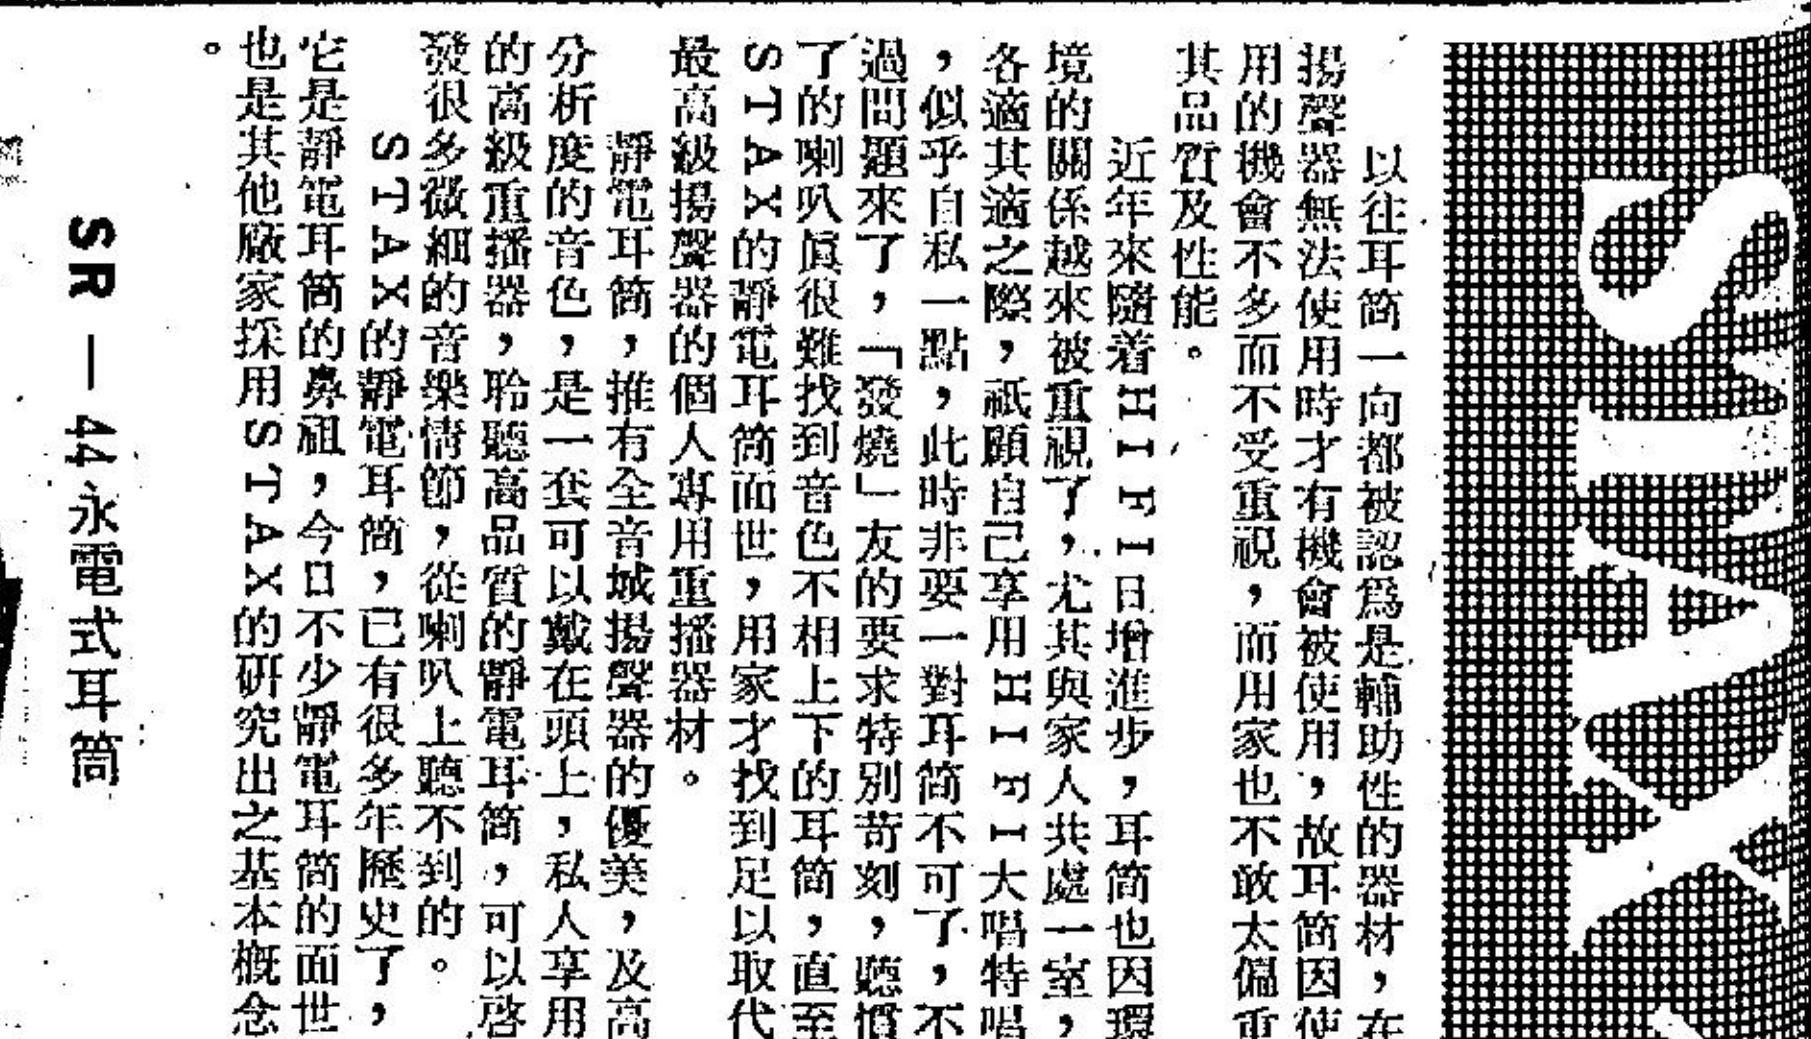 STAX
以往耳筒一向都被認爲是輔助性的器材，在
揚聲器無法使用時才有機會被使用，故耳筒因使
用的機會不多而不受重視，而用家也不敢太偏重
其品質及性能。
近年來隨着ＨＩＦＩ日增進步，耳筒也因環
境的關係越來被重視了，尤其與家人共處一室，
各適其適之際，祇顧自己享用ＨＩＦＩ大唱特唱
，似乎自私一點，此時非要一對耳筒不可了，不
過問題來了，「發燒」友的要求特別苛刻，聽慣
了的喇叭眞很難找到音色不相上下的耳筒，直至
ＳＴＡＸ的靜電耳筒面世，用家才找到足以取代
最高級揚聲器的個人專用重播器材。
靜電耳筒，推有全音域揚聲器的優美，及高
分析度的音色，是一套可以戴在頭上，私人享用
的高級重播器，聆聽高品質的靜電耳筒，可以啓
發很多微細的音樂情節，從喇叭上聽不到的。
ＳＴＡＸ的靜電耳筒，已有很多年歷史了，
它是靜電耳筒的鼻祖，今日不少靜電耳筒的面世
也是其他廠家採用ＳＴＡＸ的研究出之基本概念
。
SR－44永電式耳筒